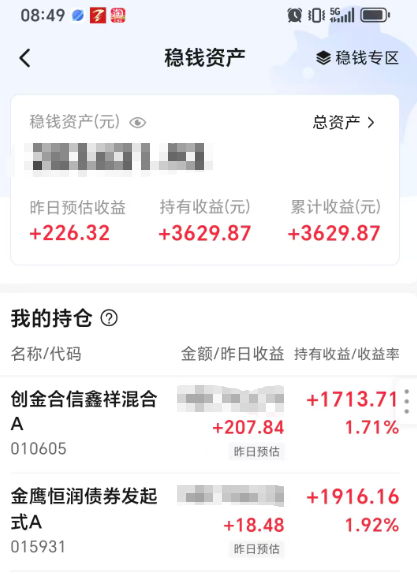 08:49
5G
稳钱资产
稳钱专区
稳钱资产(元)
总资产
昨日预估收益 持有收益(元) 累计收益(元)
+226.32 +3629.87 +3629.87
我的持仓
名称/代码 金额/昨日收益 持有收益/收益率
创金合信鑫祥混合 +1713.71
A +207.84 1.71%
010605 昨日预估
金鹰恒润债券发起 +1916.16
式A +18.48 1.92%
015931 昨日预估